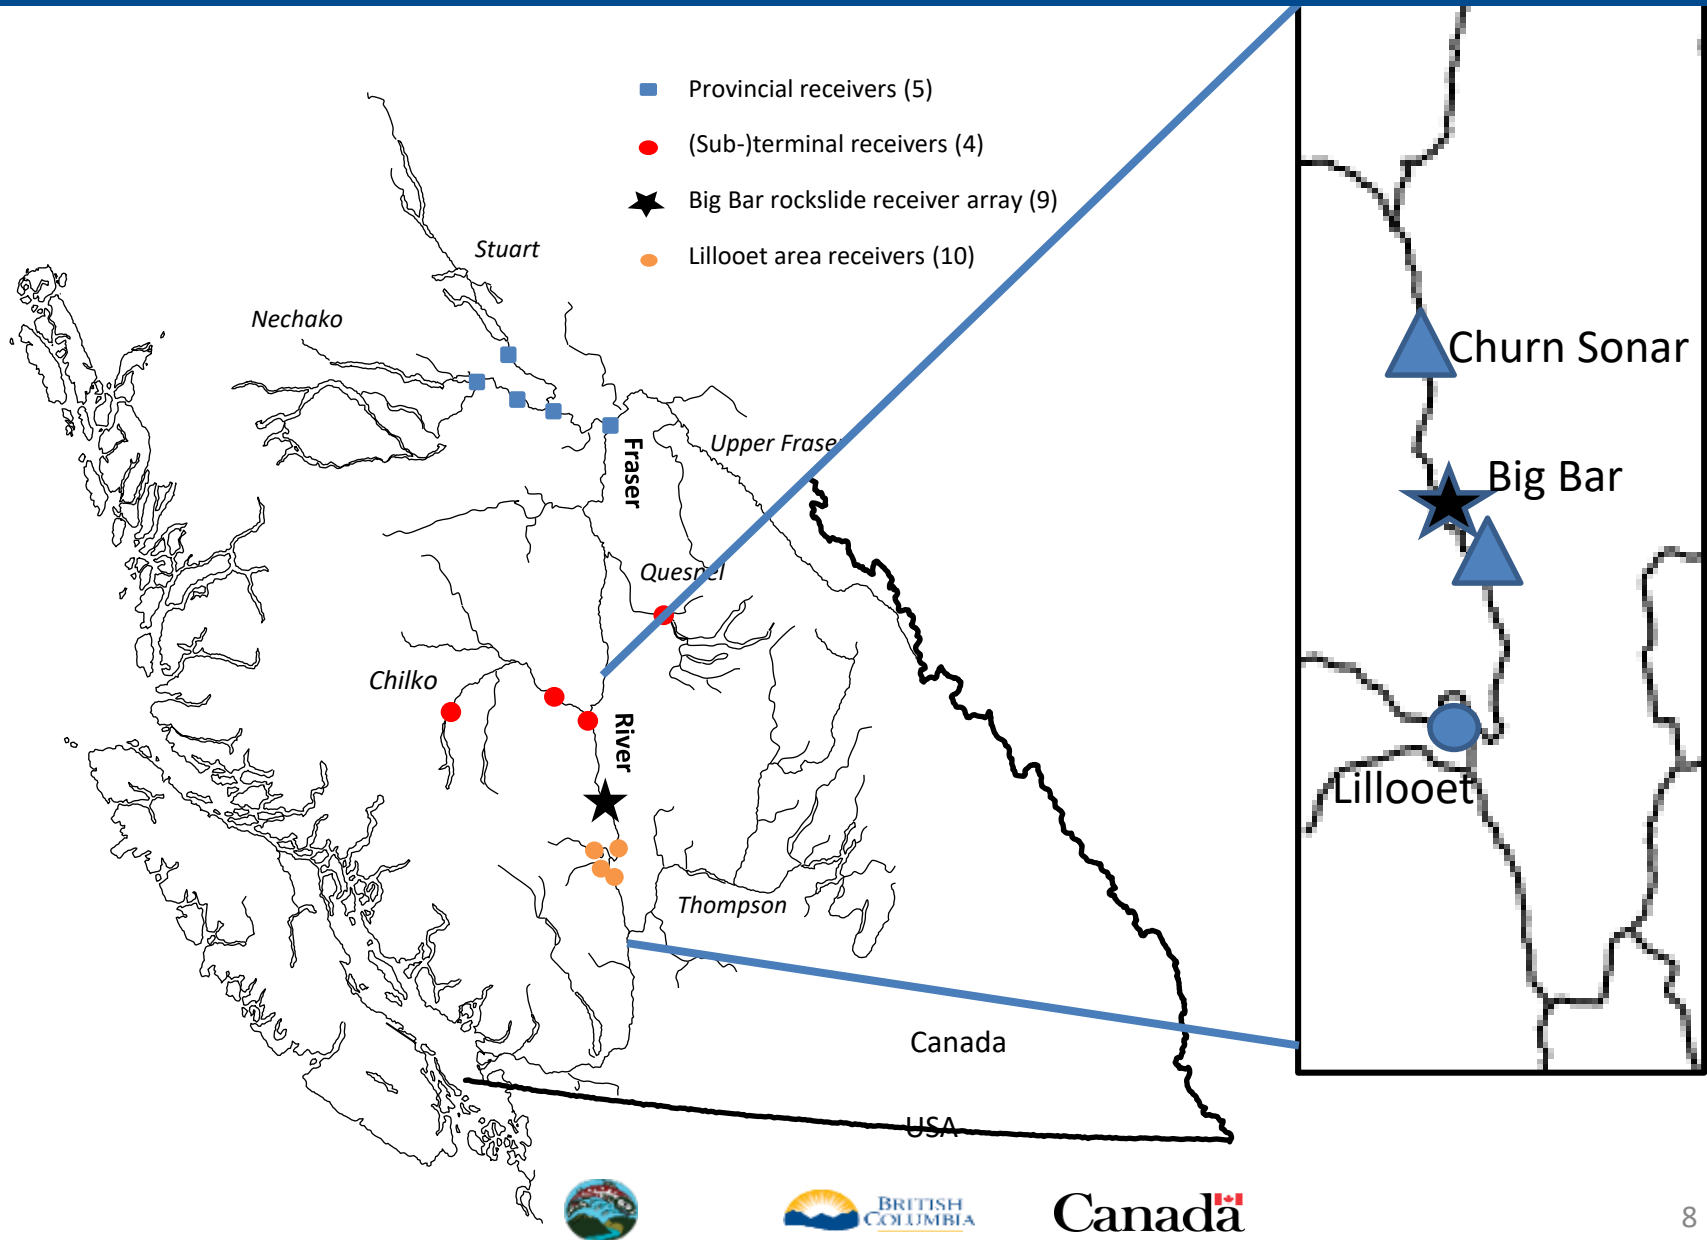 Provincial receivers (5)
(Sub-)terminal receivers (4)
Big Bar rockslide receiver array (9)
Lillooet area receivers (10)
Stuart
Nechako
Upper Fraser
Fraser
Quesnel
Chilko
River
Thompson
Canada
USA
Churn Sonar
Big Bar
Lillooet
BRITISH
COLUMBIA
Canada
8